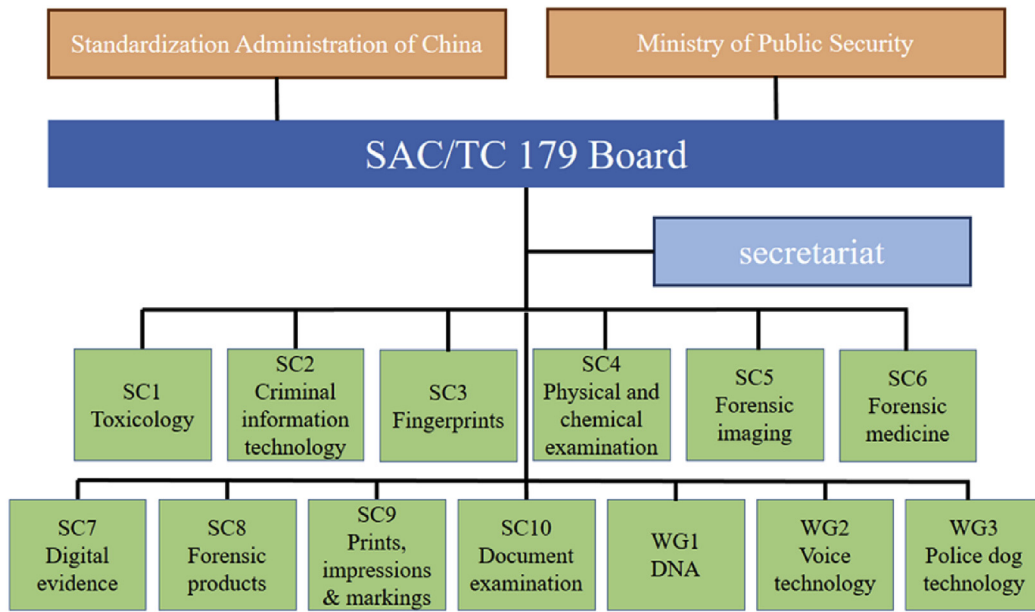 Standardization Administration of China
Ministry of Public Security
SAC/TC 179 Board
secretariat
SC1
Toxicology
SC2
Criminal
information
technology
SC3
Fingerprints
SC4
Physical and
chemical
examination
SC5
Forensic
imaging
SC6
Forensic
medicine
SC7
Digital
evidence
SC8
Forensic
products
SC9
Prints,
impressions
& markings
SC10
Document
examination
WG1
DNA
WG2
Voice
technology
WG3
Police dog
technology